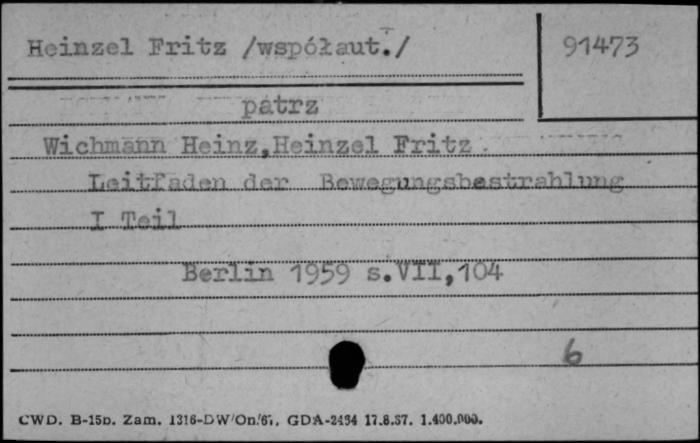 Heinzel Fritz /współaut./
91473
patrz
Wichmann Heinz,Heinzel Fritz
Leitfaden der Bewegungsbestrahlung
I Teil
Berlin 1959 s.VII,104
6
CWD. B-15b. Zam. 1316-DW/On/67. GDA-2434 17.8.67. 1.400.000.